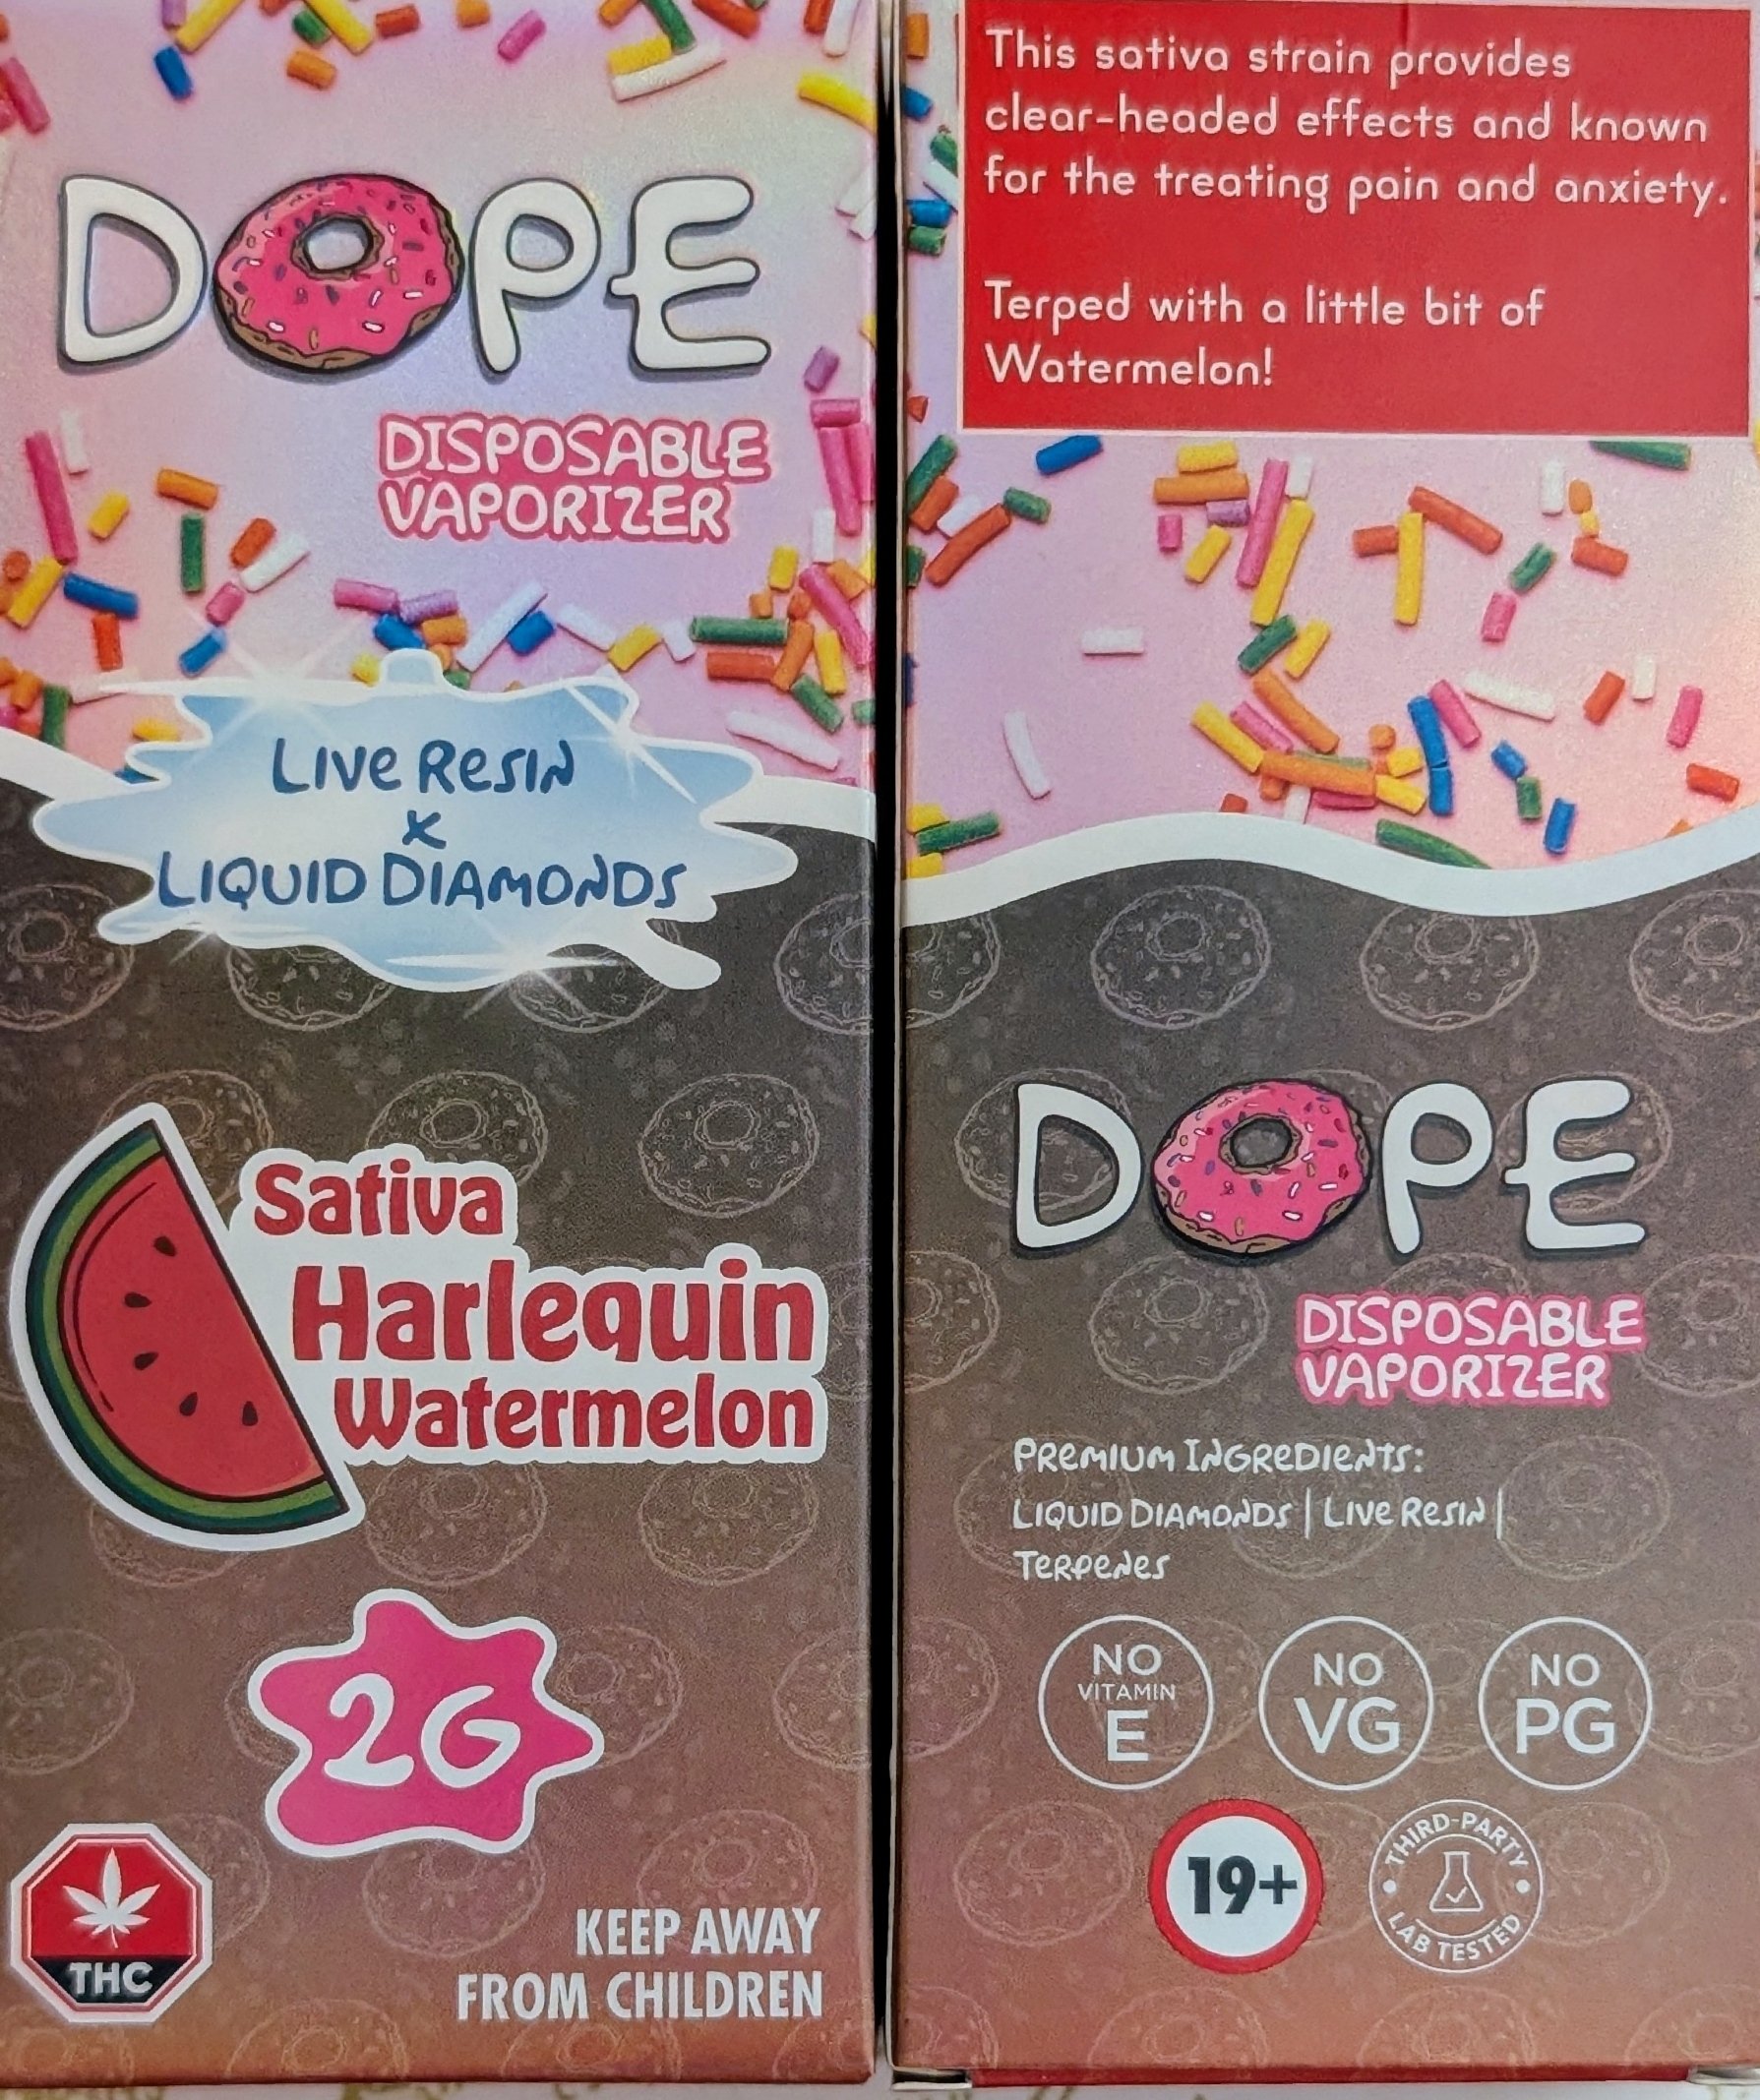 DOPE
DISPOSABLE
VAPORIZER
LIVE RESIN
X
LIQUID DIAMONDS
Sativa
Harlequin
Watermelon
2G
THC
KEEP AWAY
FROM CHILDREN
This sativa strain provides
clear-headed effects and known
for the treating pain and anxiety.
Terped with a little bit of
Watermelon!
DOPE
DISPOSABLE
VAPORIZER
PREMIUM INGREDIENTS:
LIQUID DIAMONDS | LIVE RESIN |
TERPENES
NO
VITAMIN
E
NO
VG
NO
PG
19+
THIRD-PARTY
LAB TESTED